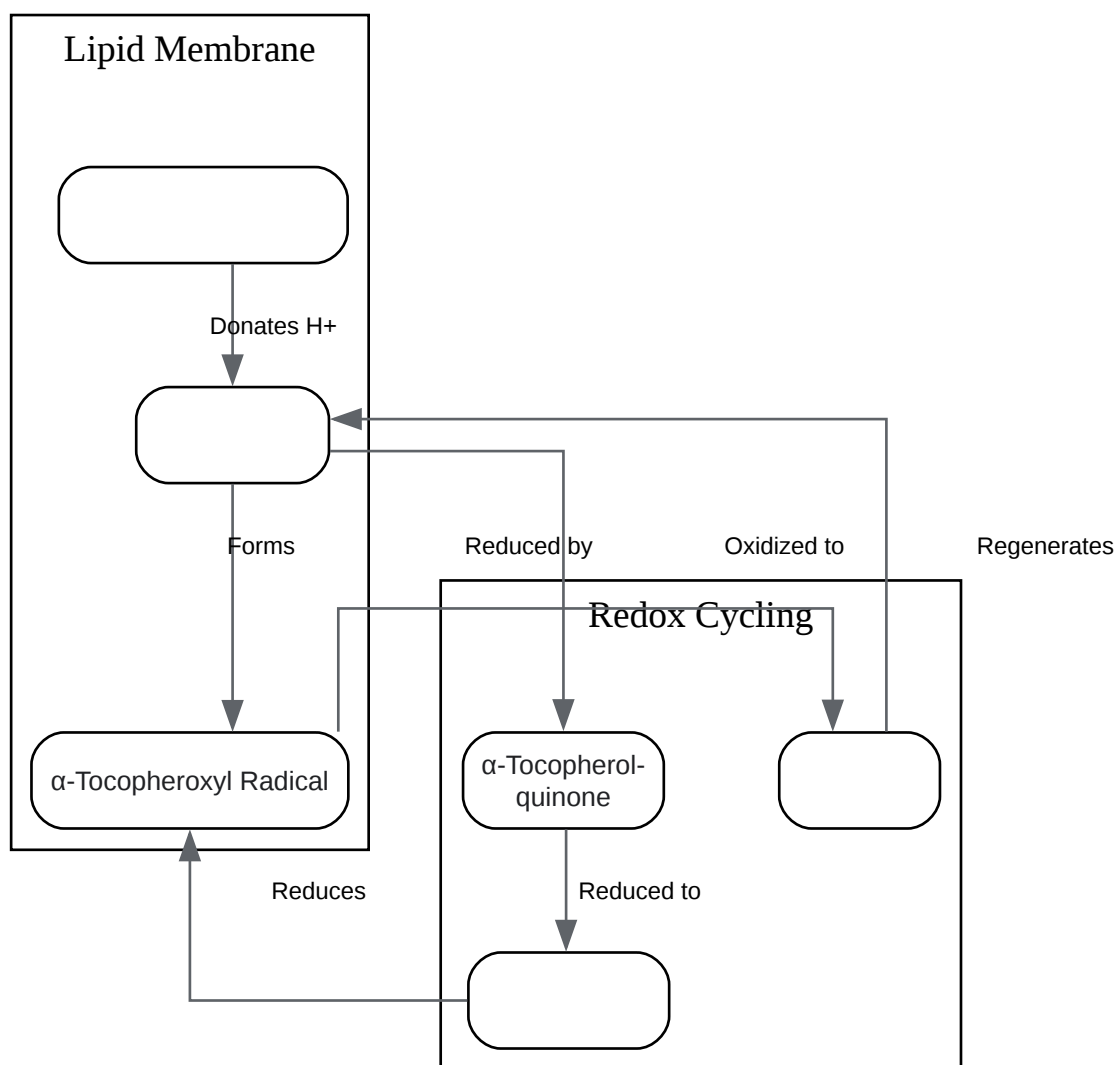 Lipid Membrane
Donates H+
Forms
Reduced by
Oxidized to
Regenerates
Redox Cycling
α-Tocopheroxyl Radical
α-Tocopherol-
quinone
Reduces
Reduced to